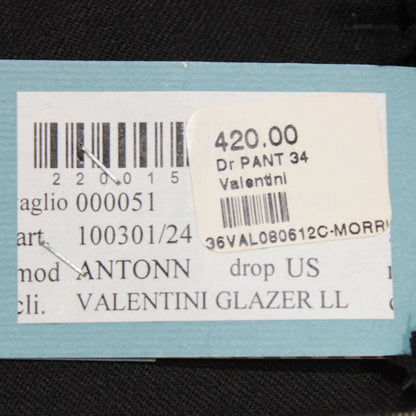 220015
420.00
Dr PANT 34
Valentini
36VAL080612C-MORR
taglio 000051
art. 100301/24
mod ANTONN drop US
cli. VALENTINI GLAZER LL